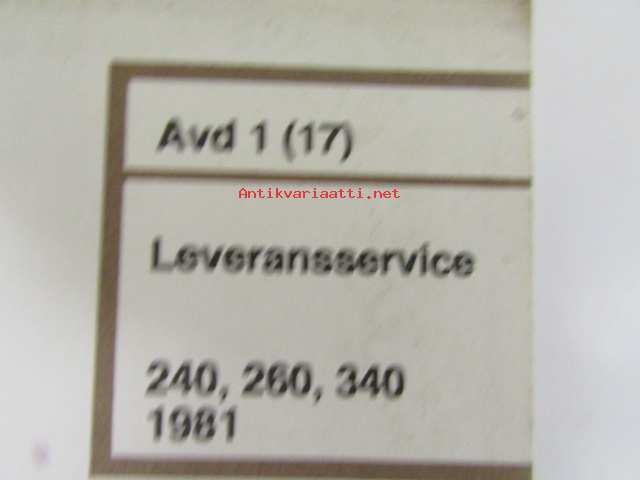 Avd 1 (17)
Antikvariaatti.net
Leveransservice
240, 260, 340
1981